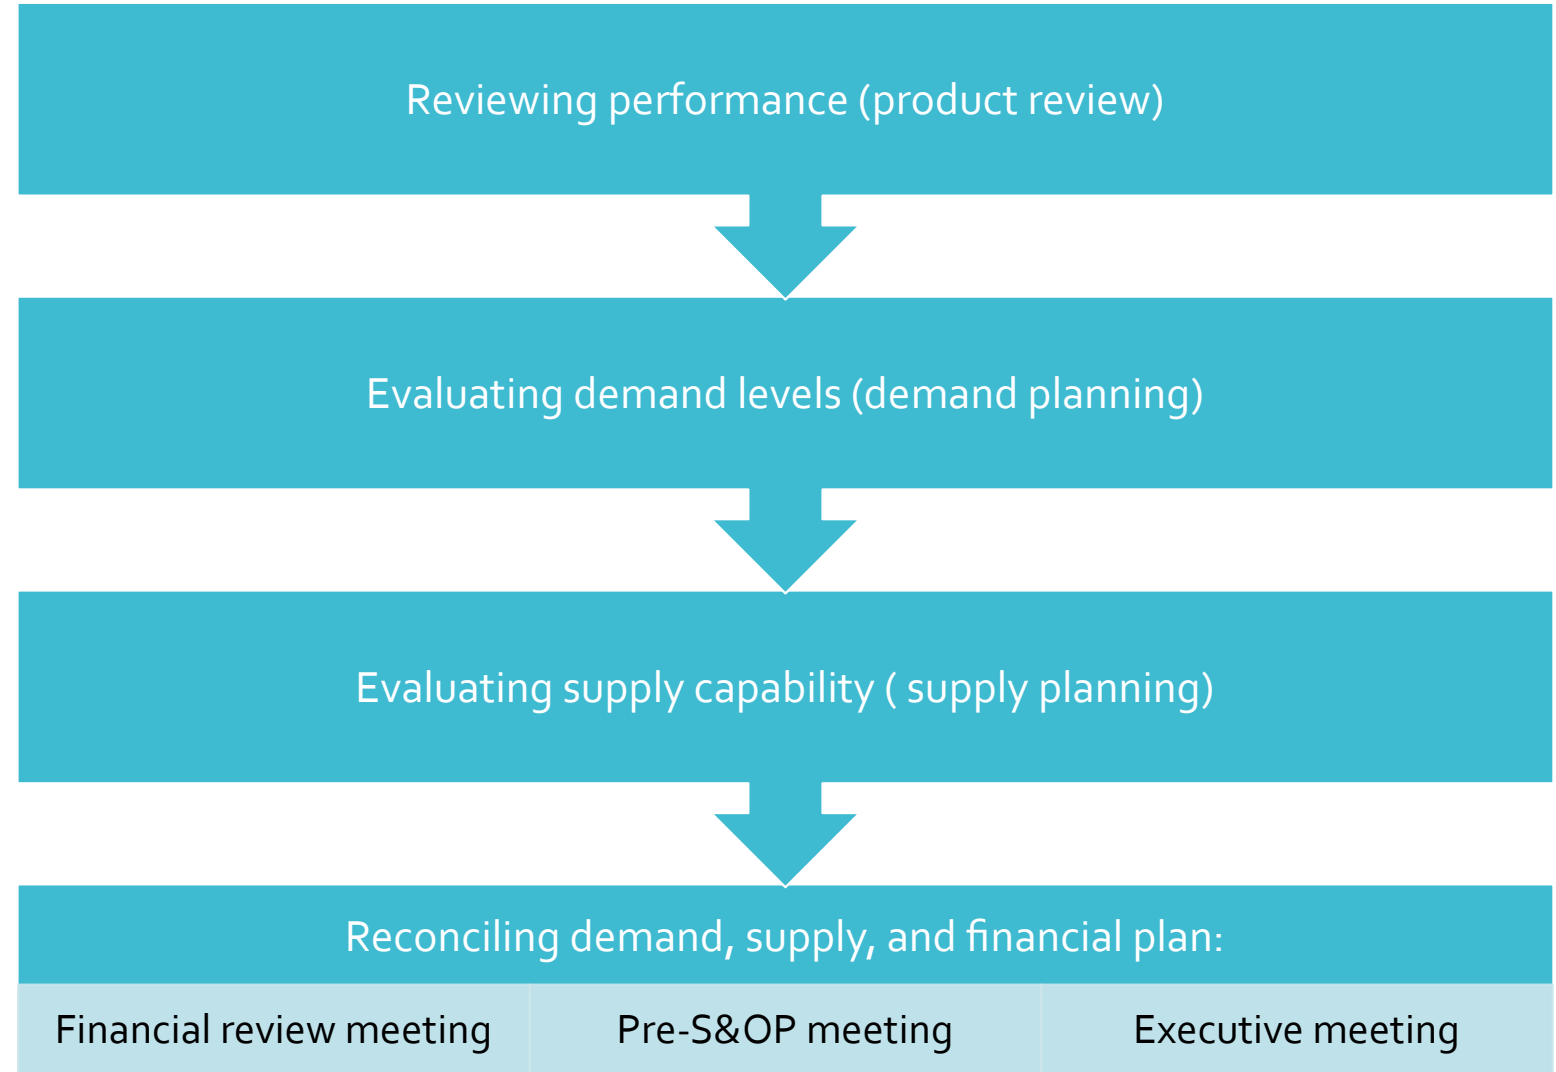 Reviewing performance (product review)
Evaluating demand levels (demand planning)
Evaluating supply capability ( supply planning)
Reconciling demand, supply, and financial plan:
Financial review meeting
Pre-S&OP meeting
Executive meeting